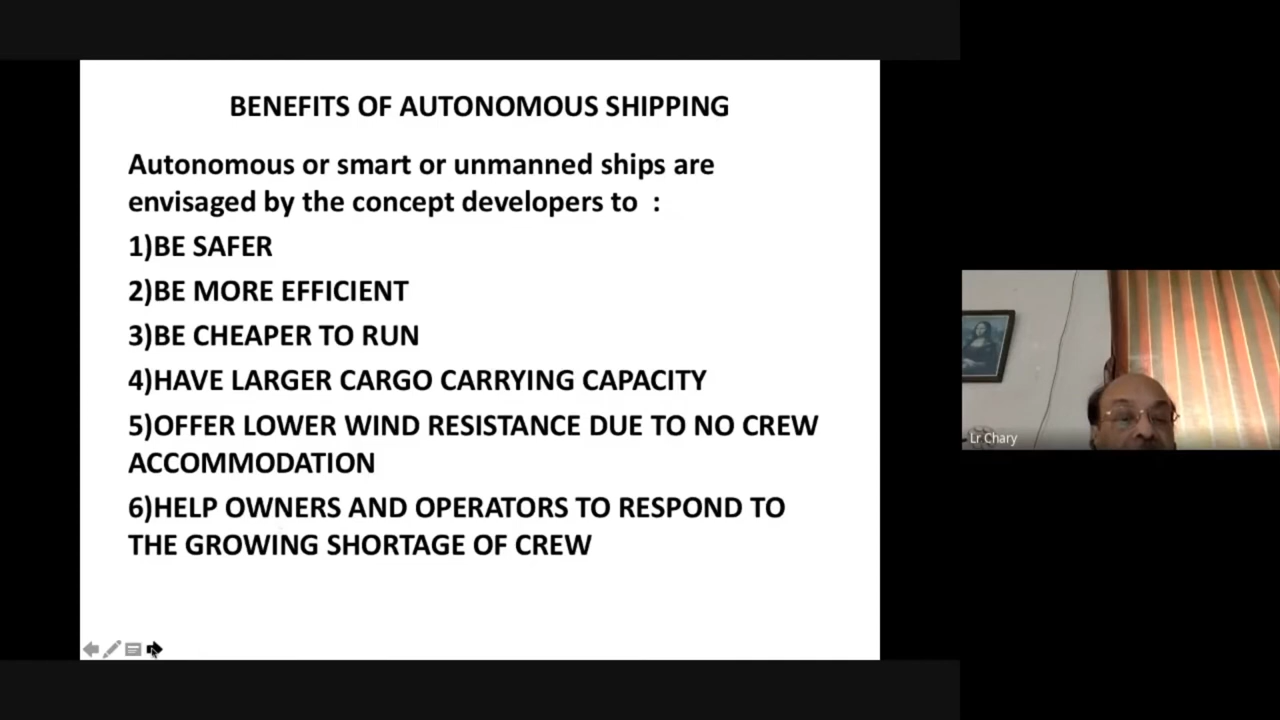 BENEFITS OF AUTONOMOUS SHIPPING
Autonomous or smart or unmanned ships are
envisaged by the concept developers to  :
1)BE SAFER
2)BE MORE EFFICIENT
3)BE CHEAPER TO RUN
4)HAVE LARGER CARGO CARRYING CAPACITY
5)OFFER LOWER WIND RESISTANCE DUE TO NO CREW
ACCOMMODATION
6)HELP OWNERS AND OPERATORS TO RESPOND TO
THE GROWING SHORTAGE OF CREW
Lr Chary